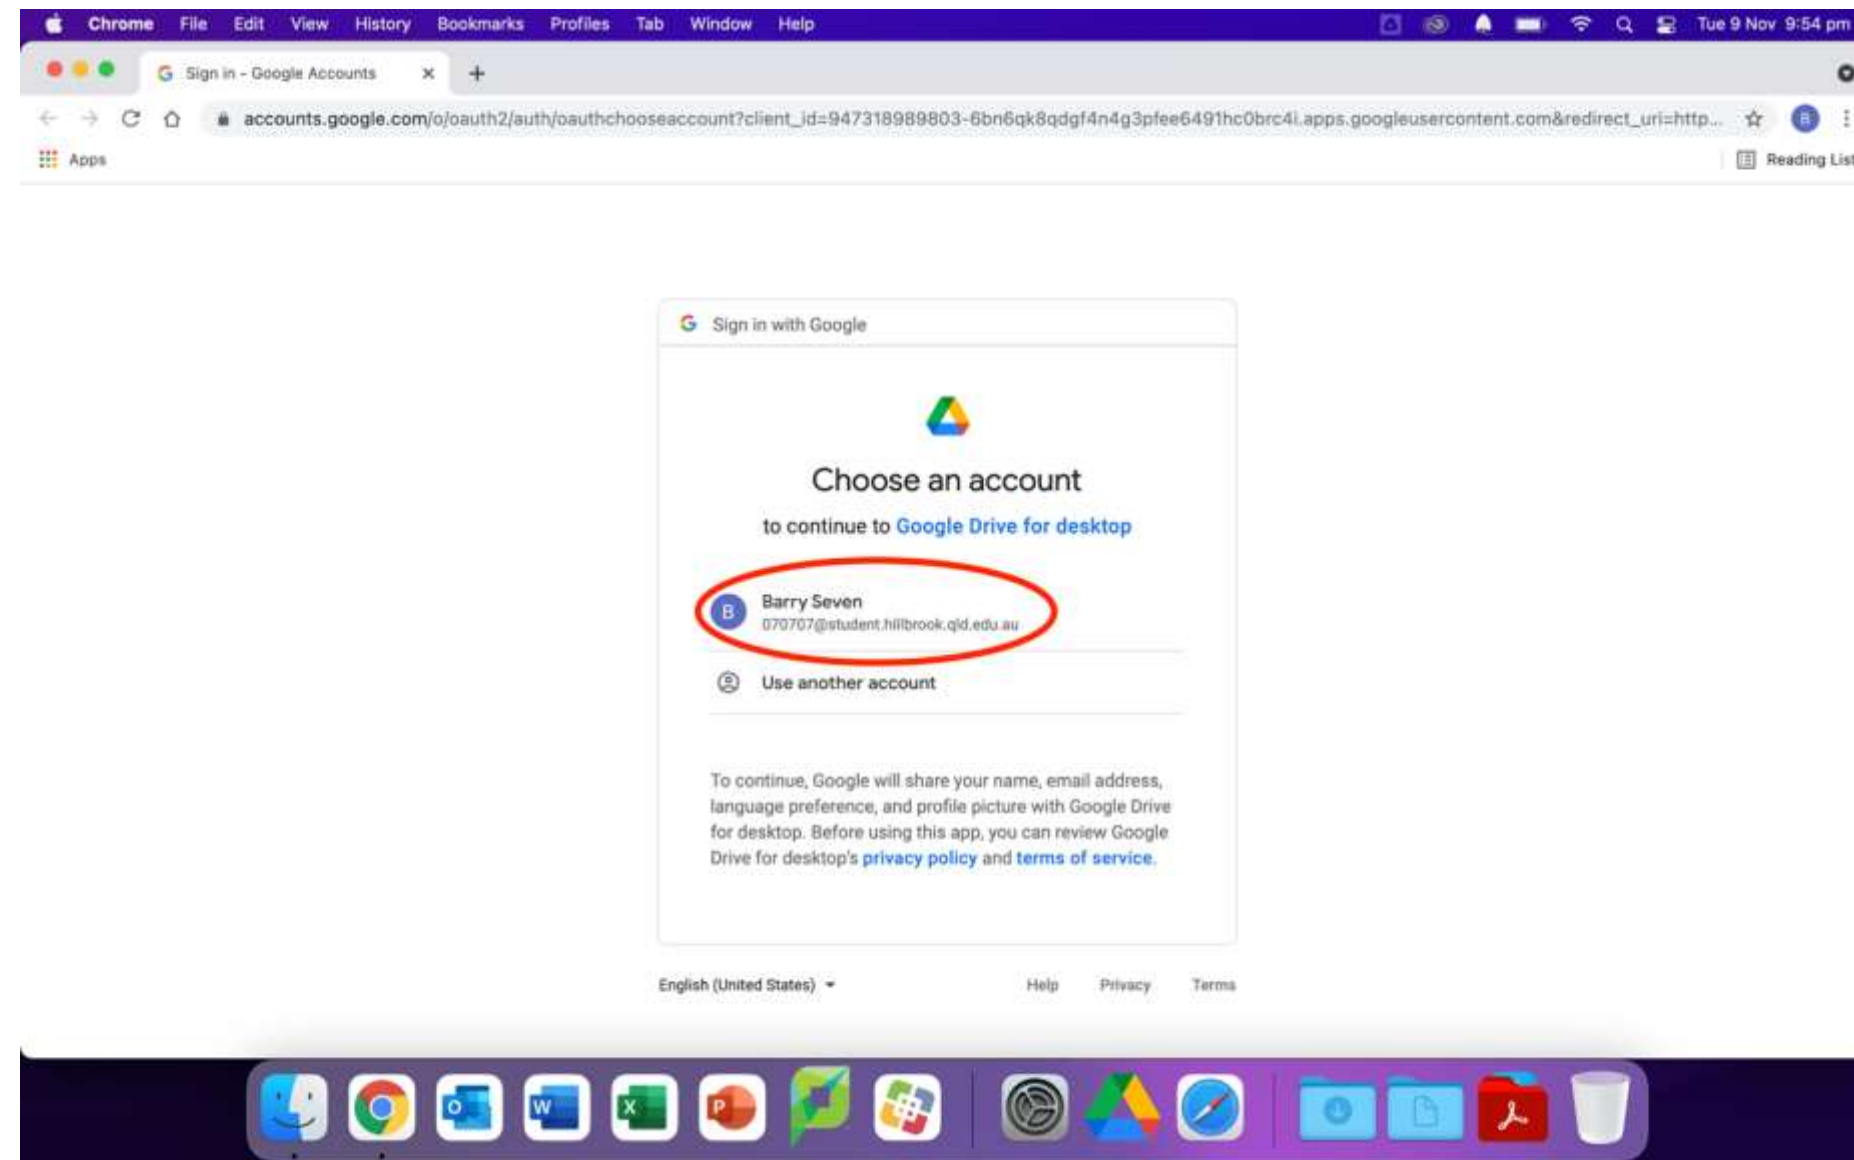 Chrome File Edit View History Bookmarks Profiles Tab Window Help Tue 9 Nov 9:54 pm
Sign in - Google Accounts
accounts.google.com/o/oauth2/auth/oauthchooseaccount?client_id=947318989803-6bn6qk8qdgf4n4g3pfee6491hc0brc4i.apps.googleusercontent.com&redirect_uri=http... B
Apps Reading List
G Sign in with Google
Choose an account
to continue to Google Drive for desktop
B Barry Seven
070707@student.hillbrook.qld.edu.au
Use another account
To continue, Google will share your name, email address,
language preference, and profile picture with Google Drive
for desktop. Before using this app, you can review Google
Drive for desktop's privacy policy and terms of service.
English (United States) Help Privacy Terms
O W X P